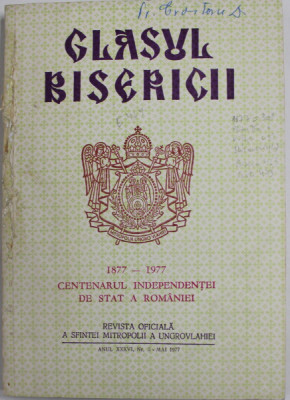 GLASUL
BISERICII
1877 — 1977
CENTENARUL INDEPENDENȚEI
DE STAT A ROMÂNIEI
REVISTA OFICIALĂ
A SFINTEI MITROPOLII A UNGROVLAHIEI
ANUL XXXVI, Nr. 5 - MAI 1977